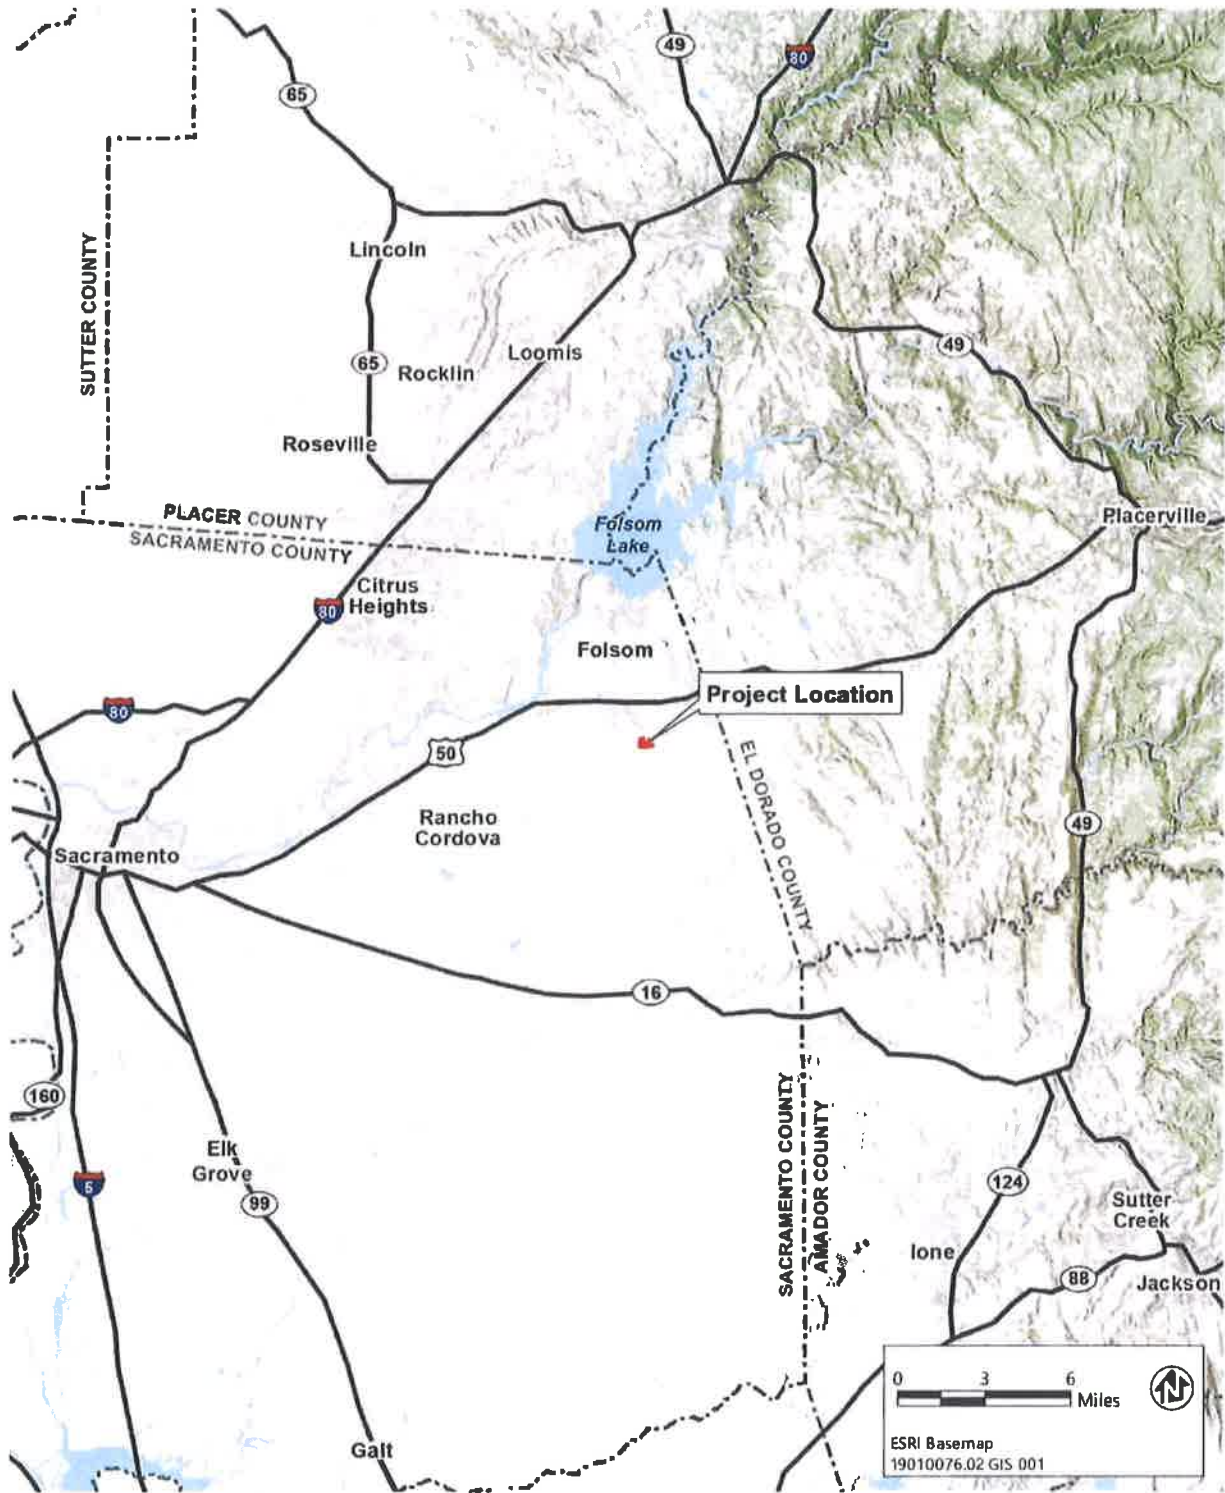 49
80
65
Lincoln
SUTTER COUNTY
65
Rocklin
Loomis
49
Roseville
PLACER COUNTY
SACRAMENTO COUNTY
Folsom
Lake
Placerville
Citrus
Heights
80
Folsom
Project Location
80
50
EL DORADO COUNTY
Rancho
Cordova
49
Sacramento
16
160
SACRAMENTO COUNTY
AMADOR COUNTY
Elk
Grove
5
99
124
Sutter
Creek
Ione
88
Jackson
0 3 6
Miles
N
Galt
ESRI Basemap
19010076.02 GIS 001